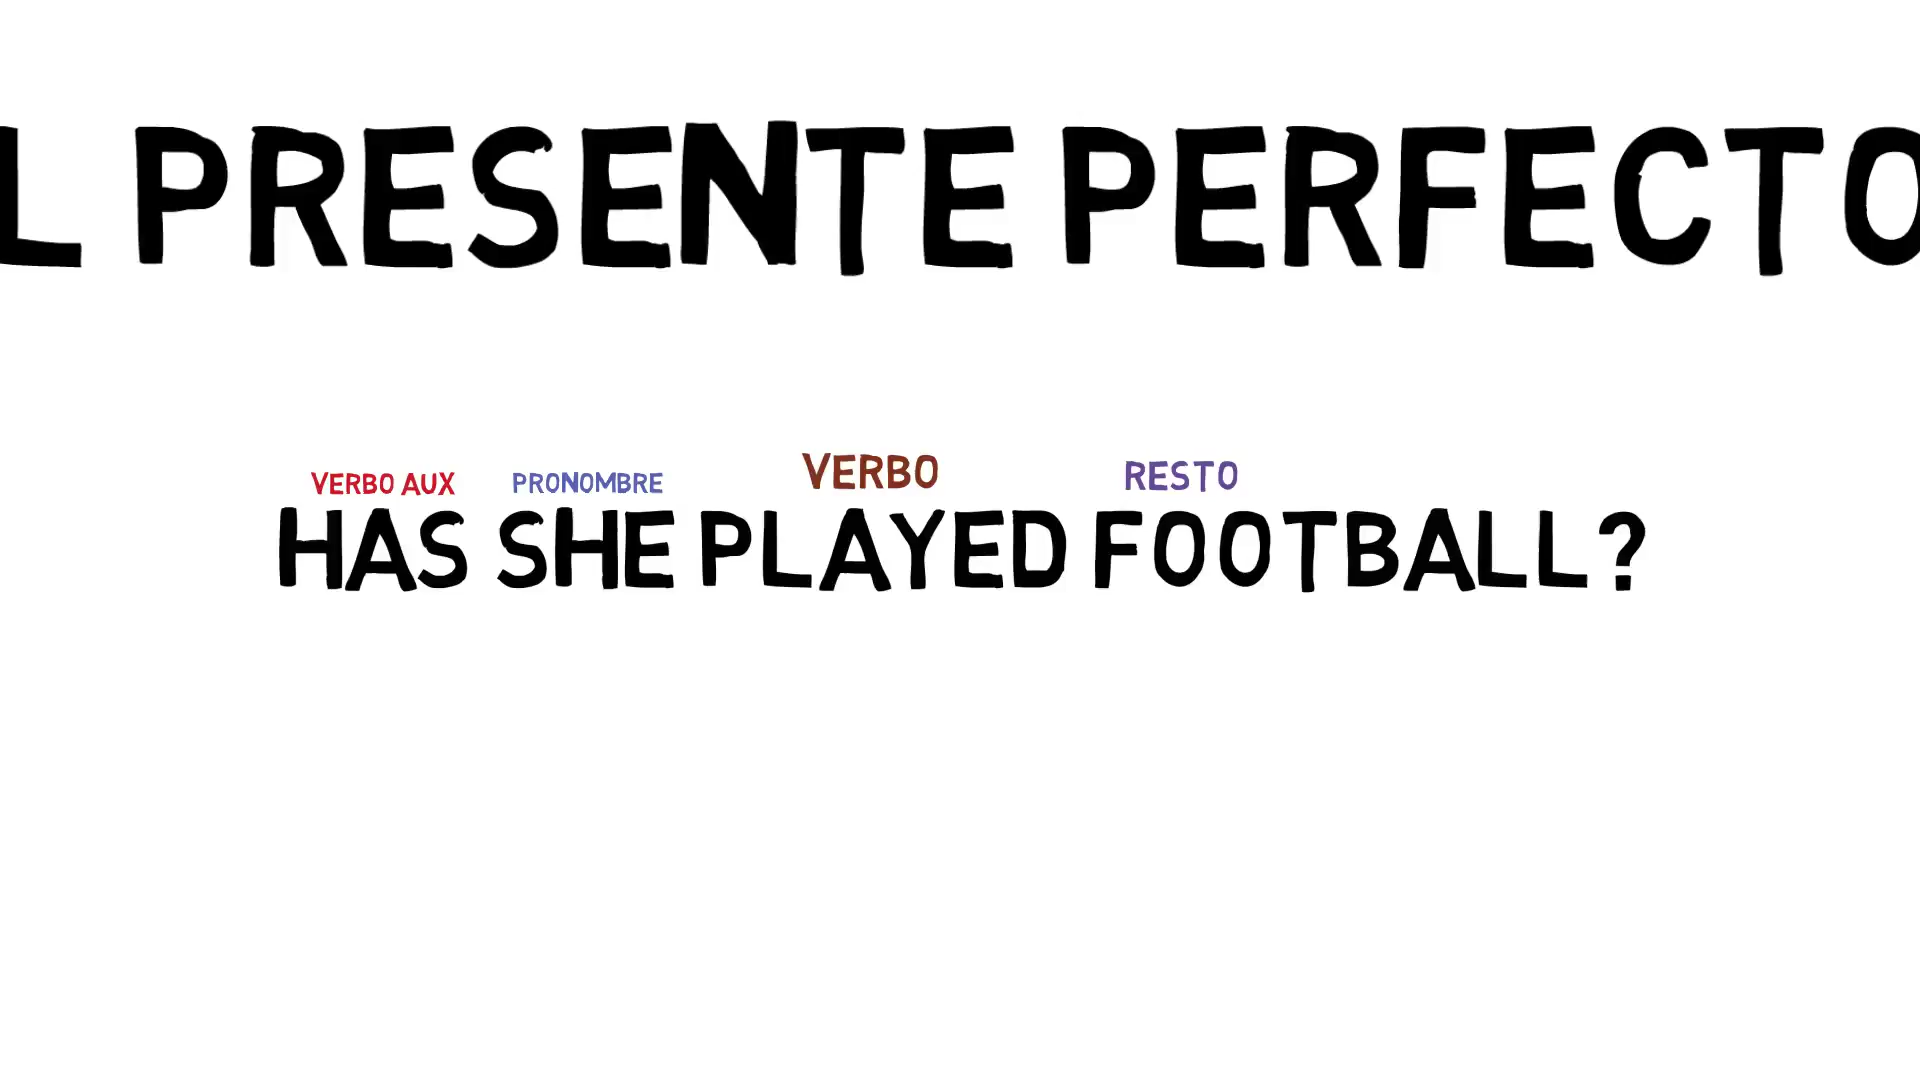 L PRESENTE PERFECTO
VERBO AUX PRONOMBRE VERBO RESTO
HAS SHE PLAYED FOOTBALL?